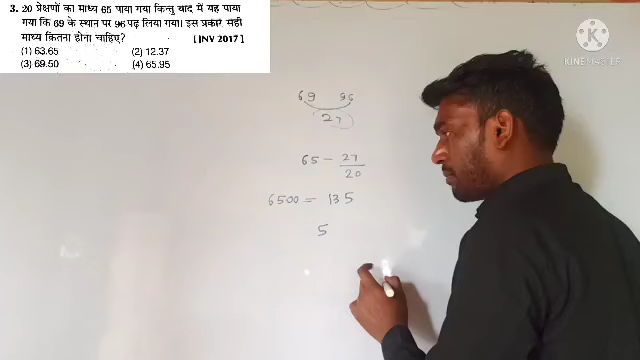 3. 20 प्रेक्षणों का माध्य 65 पाया गया किन्तु बाद में यह पाया
गया कि 69 के स्थान पर 96 पढ़ लिया गया। इस प्रकार सही
माध्य कितना होना चाहिए? [JNV 2017]
(1) 63.65 (2) 12.37
(3) 69.50 (4) 65.95
KINEMASTER
69 96
27
65 - 27/20
6500 = 135
5